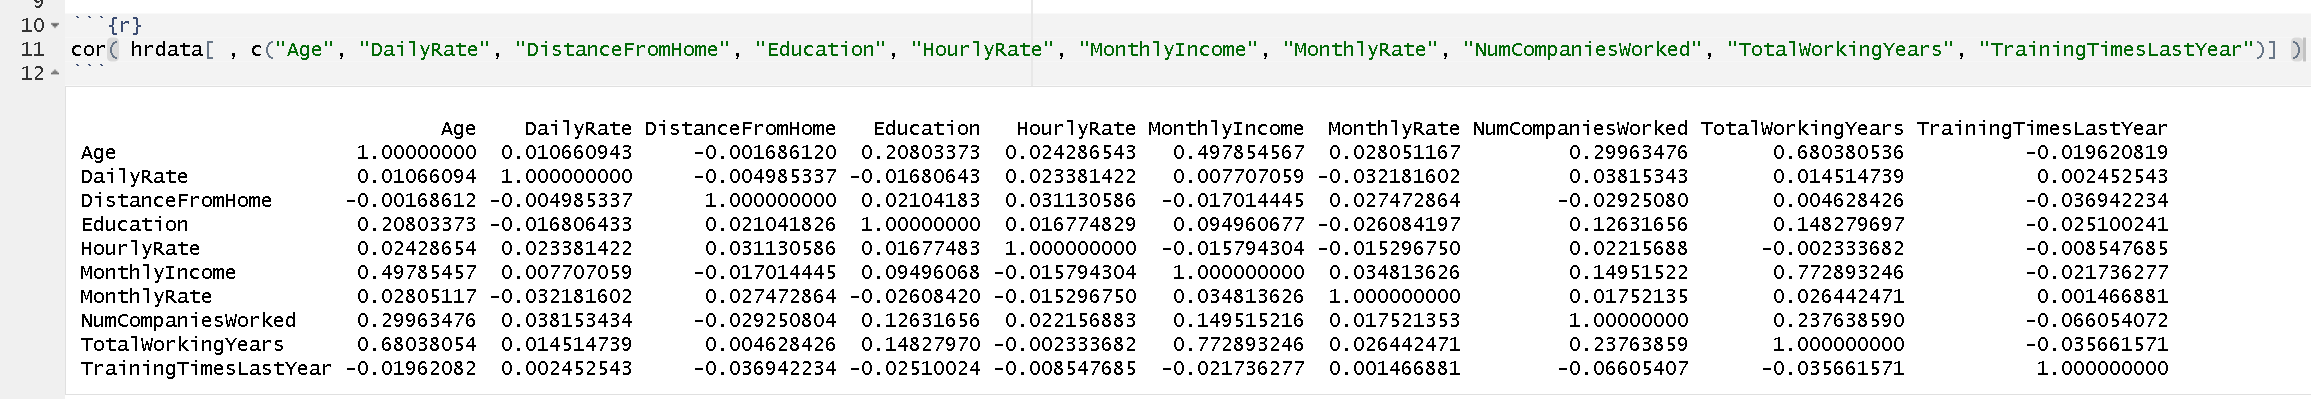 9
10 ```{r}
11 cor( hrdata[ , c("Age", "DailyRate", "DistanceFromHome", "Education", "HourlyRate", "MonthlyIncome", "MonthlyRate", "NumCompaniesWorked", "TotalWorkingYears", "TrainingTimesLastYear")] )
12 ```
Age DailyRate DistanceFromHome Education HourlyRate MonthlyIncome MonthlyRate NumCompaniesWorked TotalWorkingYears TrainingTimesLastYear
Age 1.00000000 0.010660943 -0.001686120 0.20803373 0.024286543 0.497854567 0.028051167 0.29963476 0.680380536 -0.019620819
DailyRate 0.01066094 1.000000000 -0.004985337 -0.01680643 0.023381422 0.007707059 -0.032181602 0.03815343 0.014514739 0.002452543
DistanceFromHome -0.00168612 -0.004985337 1.000000000 0.02104183 0.031130586 -0.017014445 0.027472864 -0.02925080 0.004628426 -0.036942234
Education 0.20803373 -0.016806433 0.021041826 1.00000000 0.016774829 0.094960677 -0.026084197 0.12631656 0.148279697 -0.025100241
HourlyRate 0.02428654 0.023381422 0.031130586 0.01677483 1.000000000 -0.015794304 -0.015296750 0.02215688 -0.002333682 -0.008547685
MonthlyIncome 0.49785457 0.007707059 -0.017014445 0.09496068 -0.015794304 1.000000000 0.034813626 0.14951522 0.772893246 -0.021736277
MonthlyRate 0.02805117 -0.032181602 0.027472864 -0.02608420 -0.015296750 0.034813626 1.000000000 0.01752135 0.026442471 0.001466881
NumCompaniesWorked 0.29963476 0.038153434 -0.029250804 0.12631656 0.022156883 0.149515216 0.017521353 1.00000000 0.237638590 -0.066054072
TotalWorkingYears 0.68038054 0.014514739 0.004628426 0.14827970 -0.002333682 0.772893246 0.026442471 0.23763859 1.000000000 -0.035661571
TrainingTimesLastYear -0.01962082 0.002452543 -0.036942234 -0.02510024 -0.008547685 -0.021736277 0.001466881 -0.06605407 -0.035661571 1.000000000